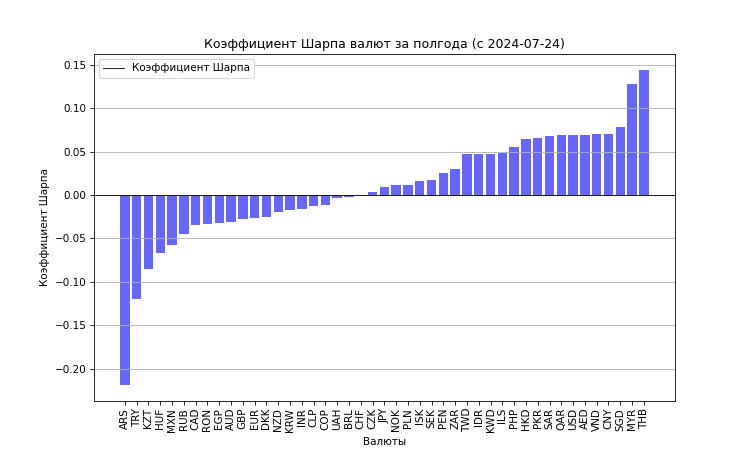 Коэффициент Шарпа валют за полгода (с 2024-07-24)
Коэффициент Шарпа
0.15
0.10
0.05
0.00
−0.05
−0.10
−0.15
−0.20
Коэффициент Шарпа
ARS TRY KZT HUF MXN RUB CAD RON EGP AUD GBP EUR DKK NZD KRW INR CLP COP UAH BRL CHF CZK JPY NOK PLN ISK SEK PEN ZAR TWD IDR KWD ILS PHP HKD PKR SAR QAR USD AED VND CNY SGD MYR THB
Валюты